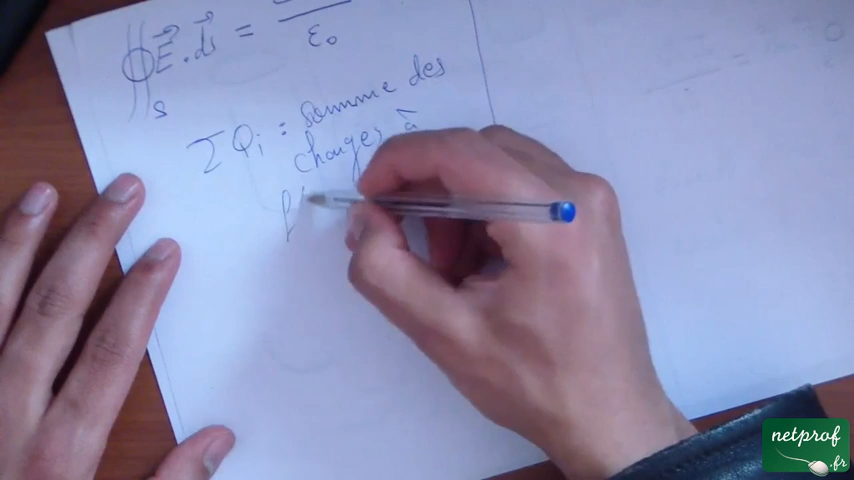 ∯ E⃗ . ds⃗ = —— / ε₀
S
Σ Qi : somme des
charges à
l'
netprof
.fr